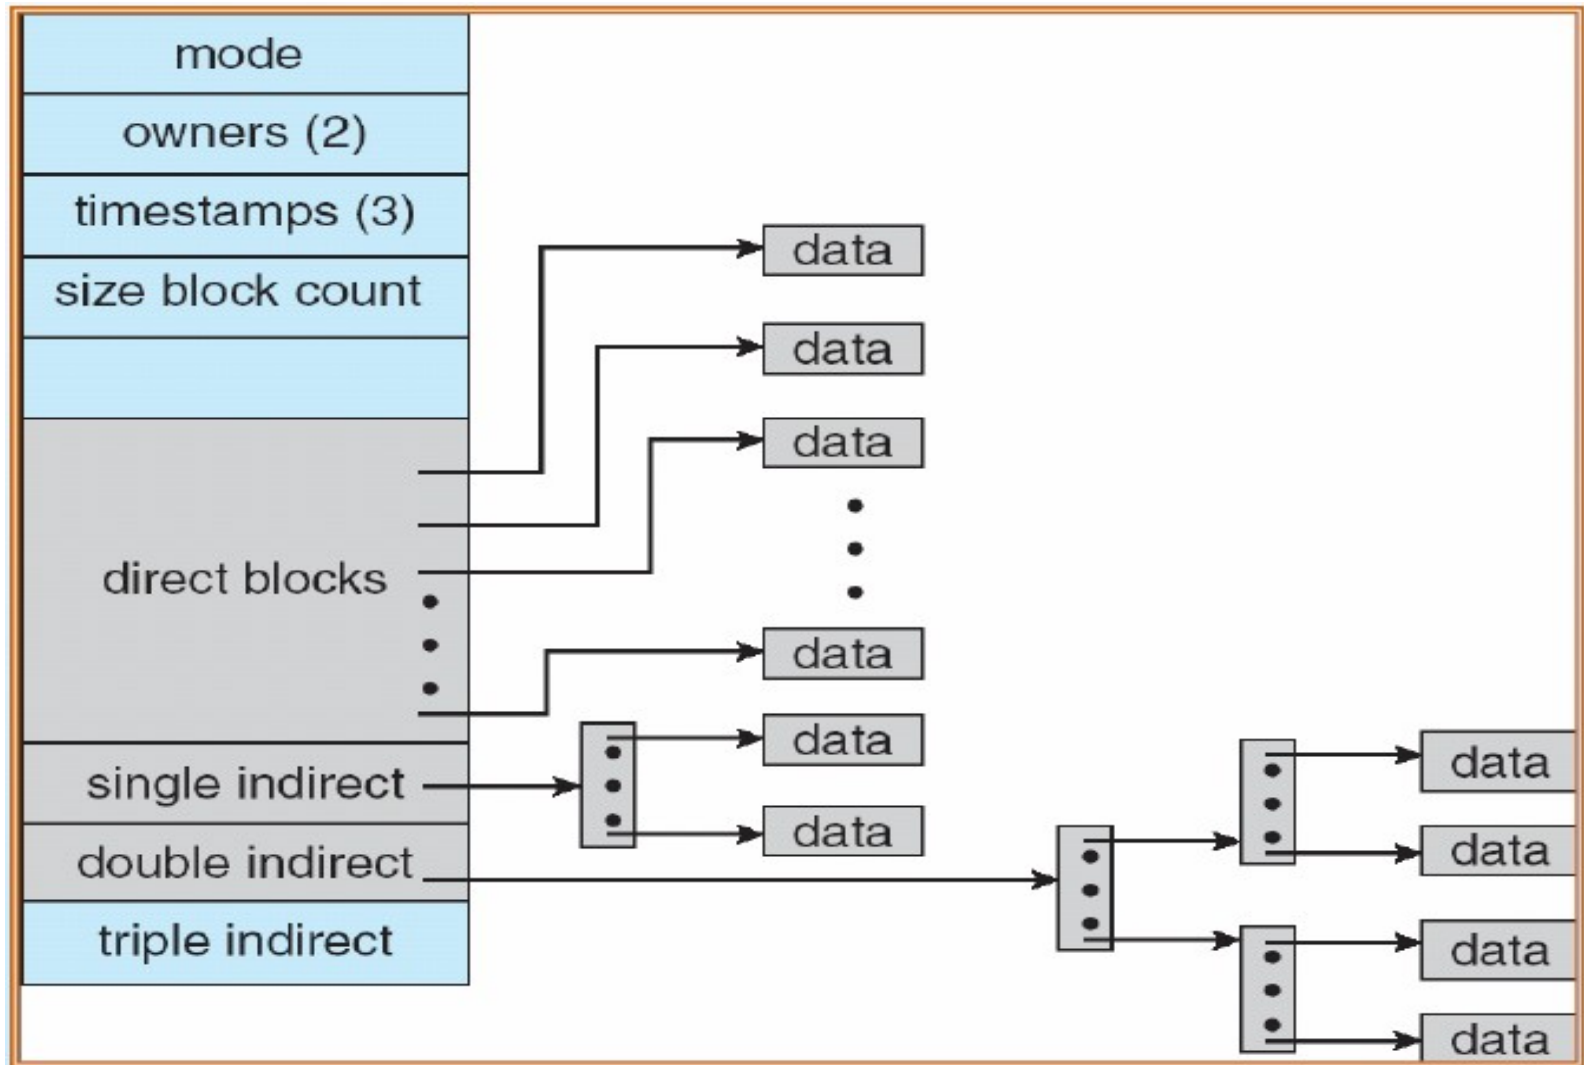 mode
owners (2)
timestamps (3)
size block count
direct blocks
single indirect
double indirect
triple indirect
data
data
data
data
data
data
data
data
data
data